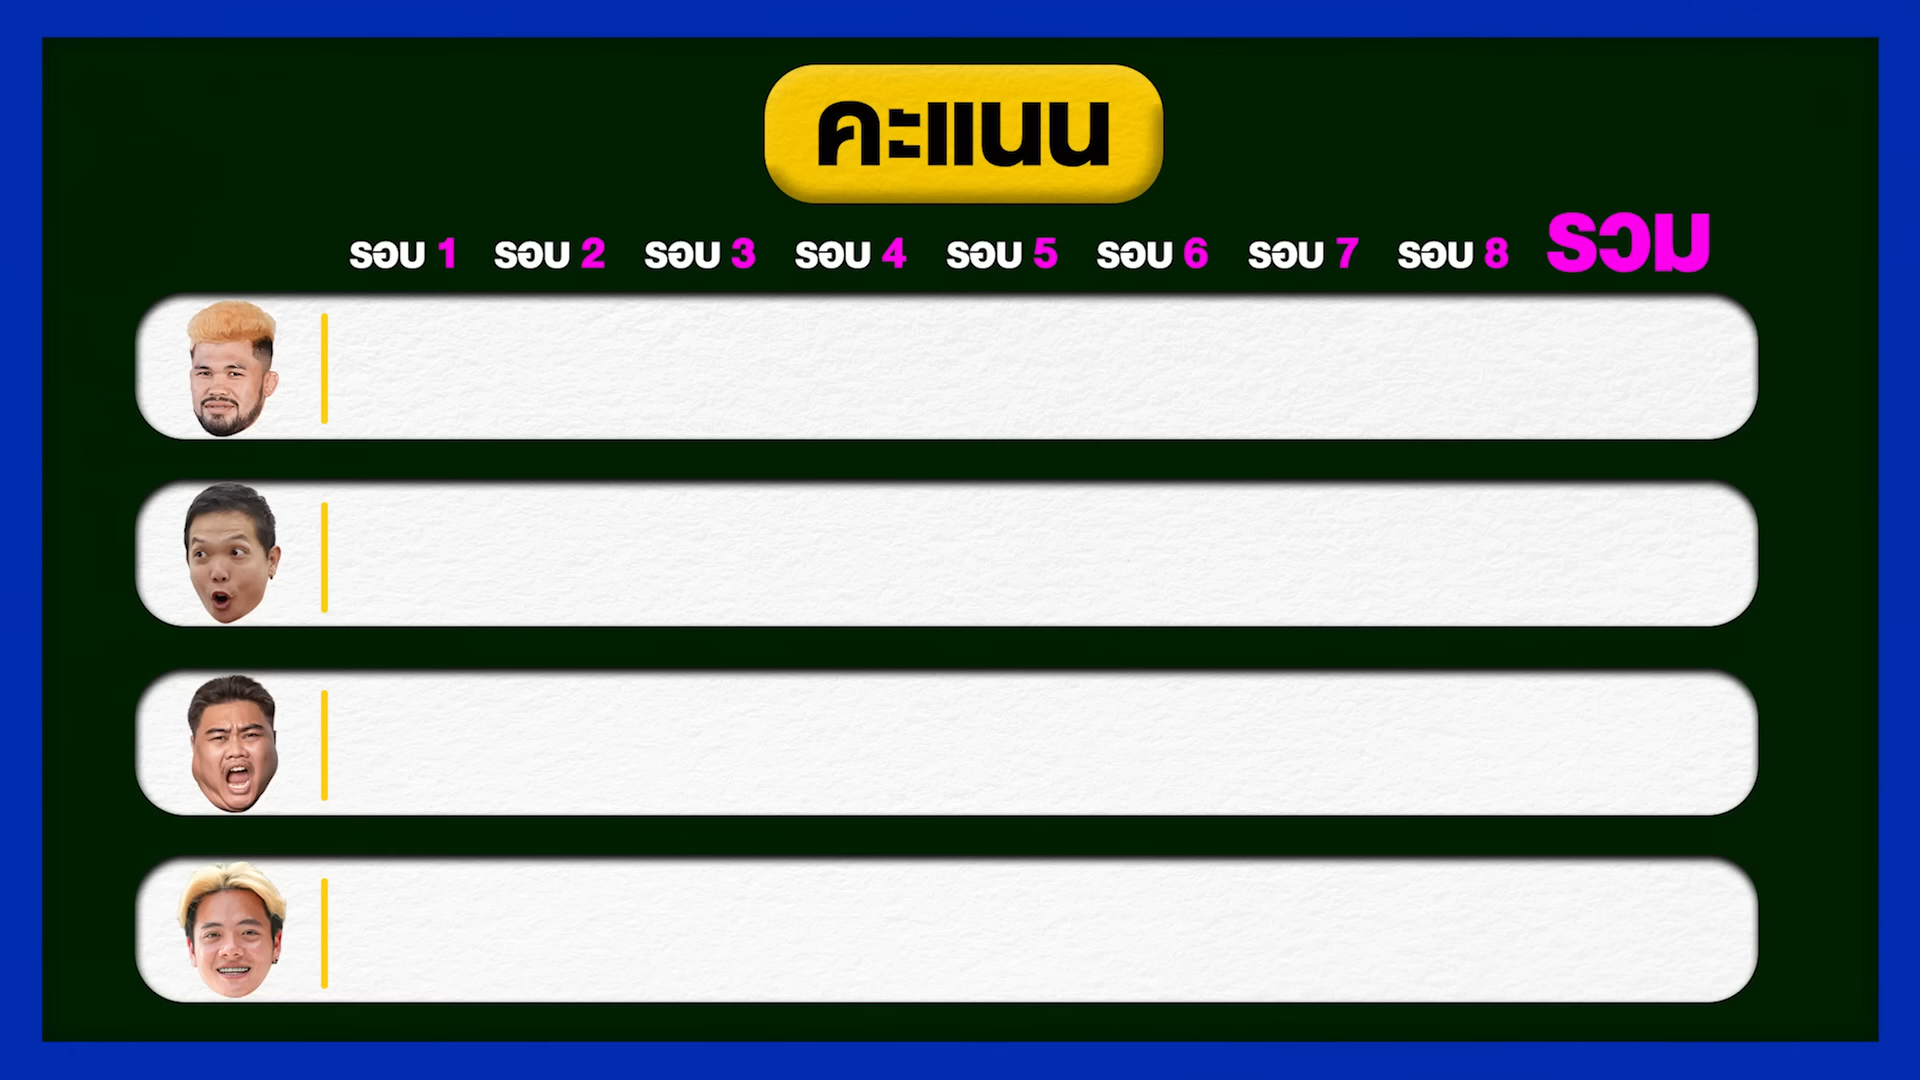 คะแนน
รอบ 1 รอบ 2 รอบ 3 รอบ 4 รอบ 5 รอบ 6 รอบ 7 รอบ 8 รวม